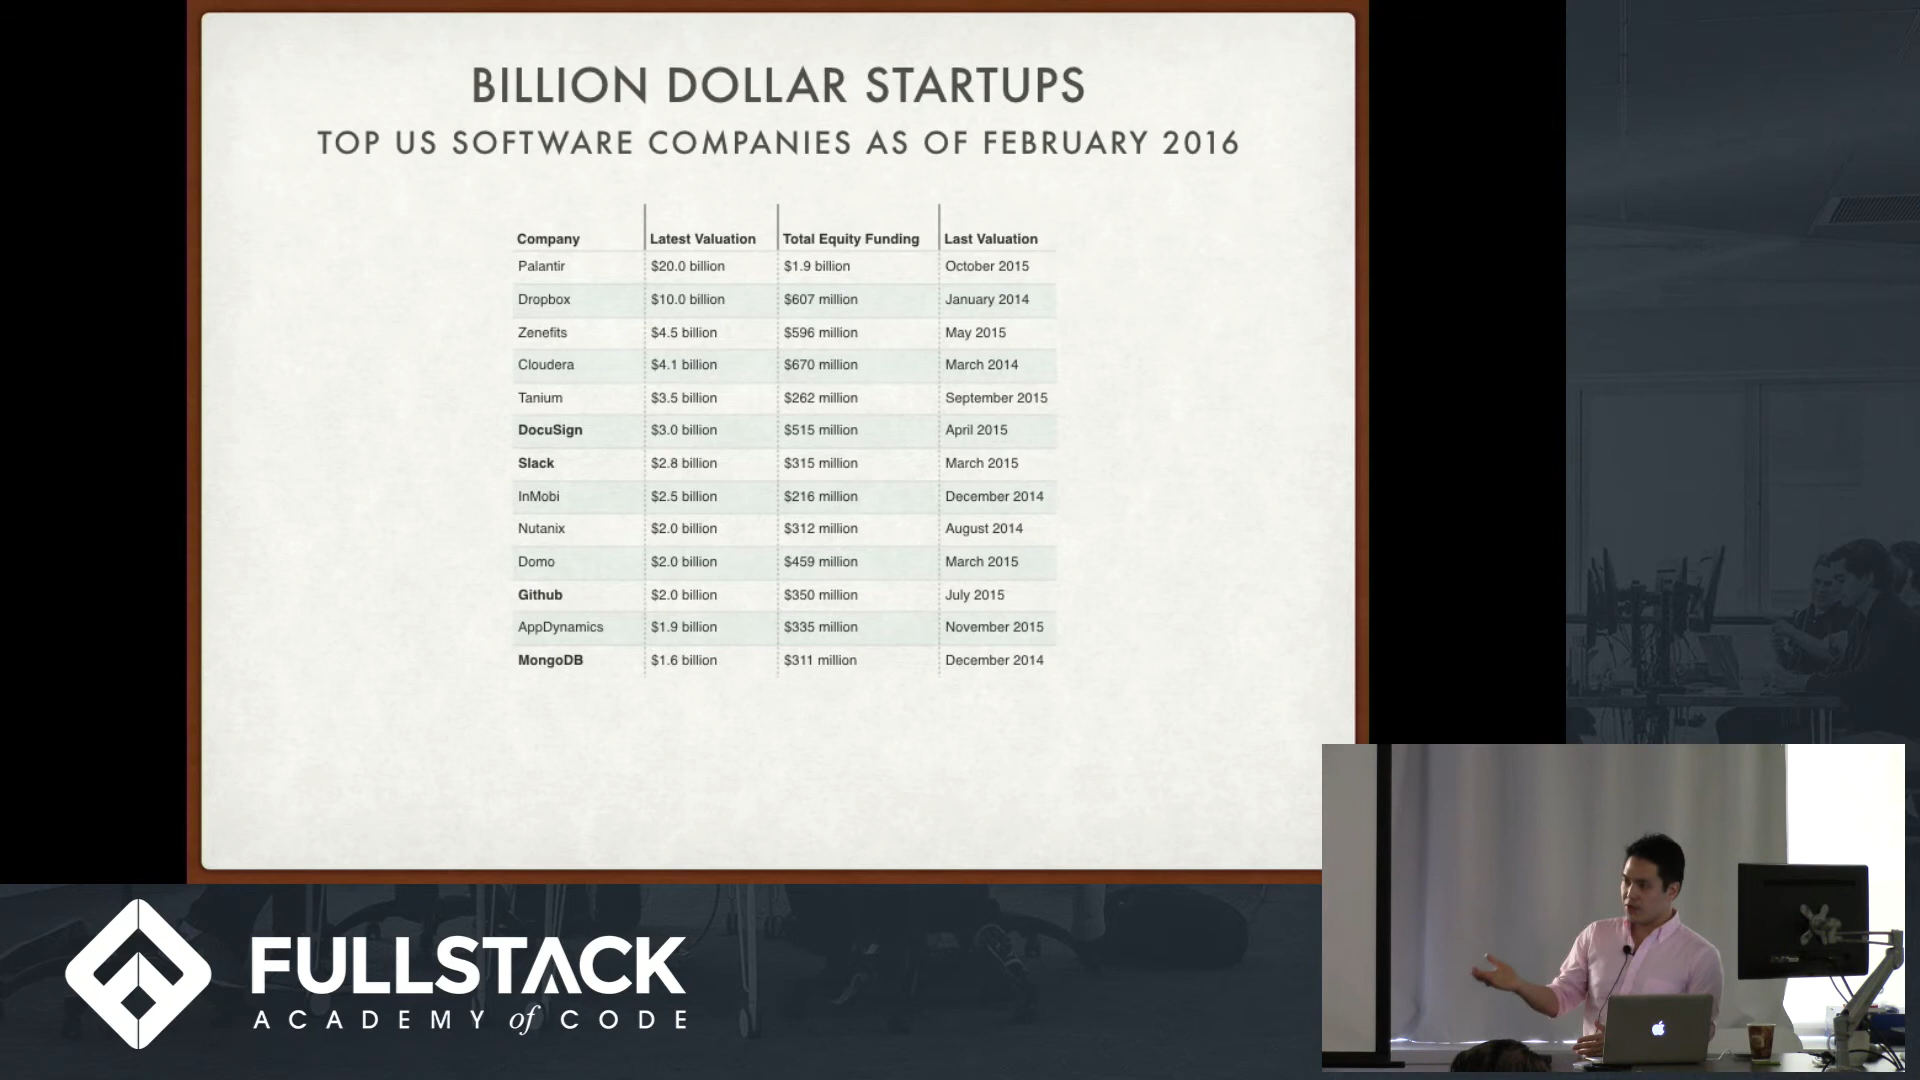 BILLION DOLLAR STARTUPS
TOP US SOFTWARE COMPANIES AS OF FEBRUARY 2016
Company Latest Valuation Total Equity Funding Last Valuation
Palantir $20.0 billion $1.9 billion October 2015
Dropbox $10.0 billion $607 million January 2014
Zenefits $4.5 billion $596 million May 2015
Cloudera $4.1 billion $670 million March 2014
Tanium $3.5 billion $262 million September 2015
DocuSign $3.0 billion $515 million April 2015
Slack $2.8 billion $315 million March 2015
InMobi $2.5 billion $216 million December 2014
Nutanix $2.0 billion $312 million August 2014
Domo $2.0 billion $459 million March 2015
Github $2.0 billion $350 million July 2015
AppDynamics $1.9 billion $335 million November 2015
MongoDB $1.6 billion $311 million December 2014
FULLSTACK
ACADEMY of CODE